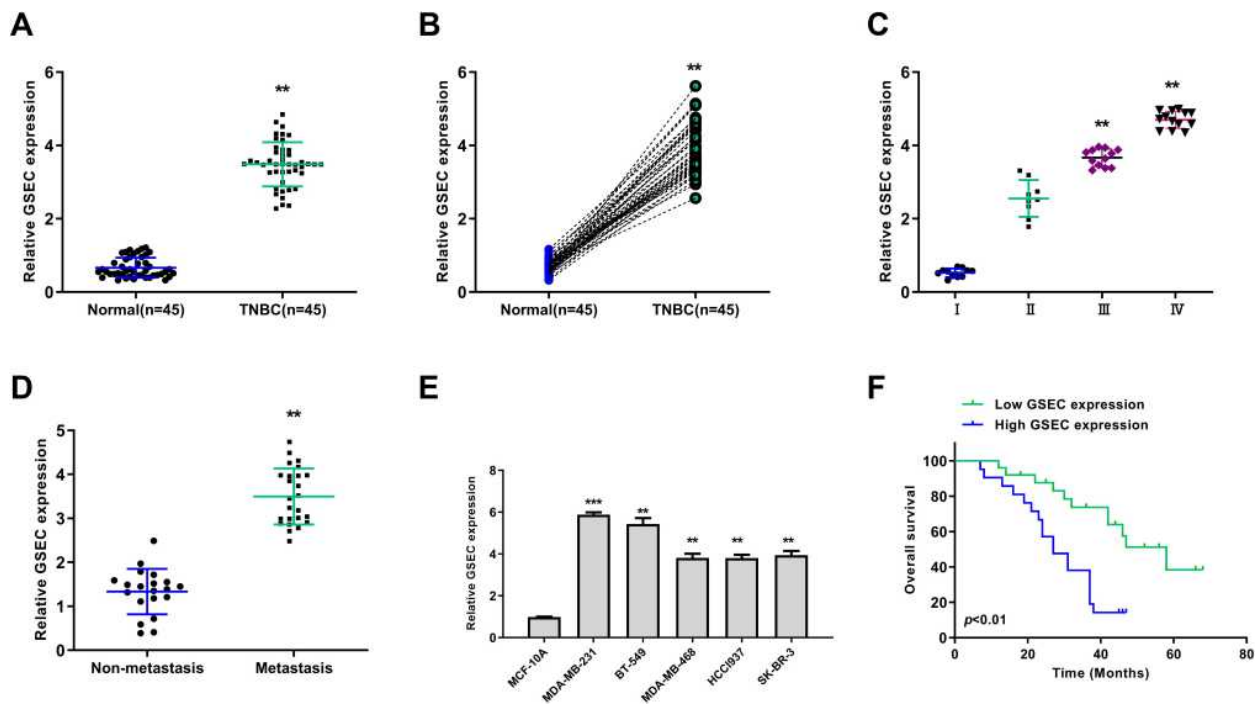 A
Relative GSEC expression
6
4
2
0
**
Normal(n=45)
TNBC(n=45)
B
Relative GSEC expression
6
4
2
0
**
Normal(n=45)
TNBC(n=45)
C
Relative GSEC expression
6
4
2
0
**
**
I
II
III
IV
D
Relative GSEC expression
5
4
3
2
1
0
**
Non-metastasis
Metastasis
E
Relative GSEC expression
8
6
4
2
0
***
**
**
**
**
MCF-10A
MDA-MB-231
BT-549
MDA-MB-468
HCCl937
SK-BR-3
F
Low GSEC expression
High GSEC expression
Overall survival
100
80
60
40
20
0
p<0.01
0
20
40
60
80
Time (Months)